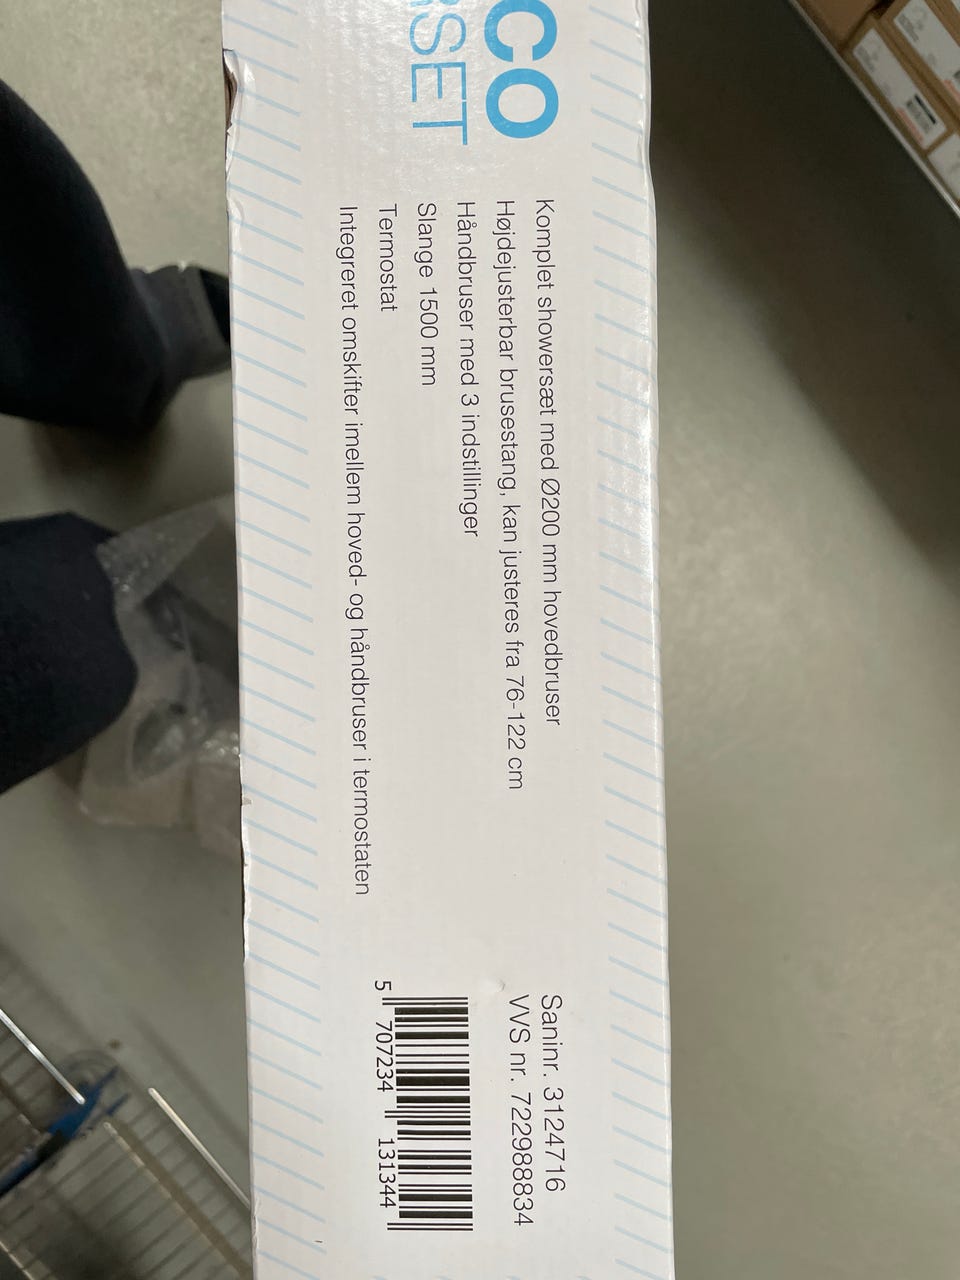 CO
RSET
Komplet showersæt med Ø200 mm hovedbruser
Højdejusterbar brusestang, kan justeres fra 76-122 cm
Håndbruser med 3 indstillinger
Slange 1500 mm
Termostat
Integreret omskifter imellem hoved- og håndbruser i termostaten
Saninr. 3124716
VVS nr. 722988834
5 707234 131344